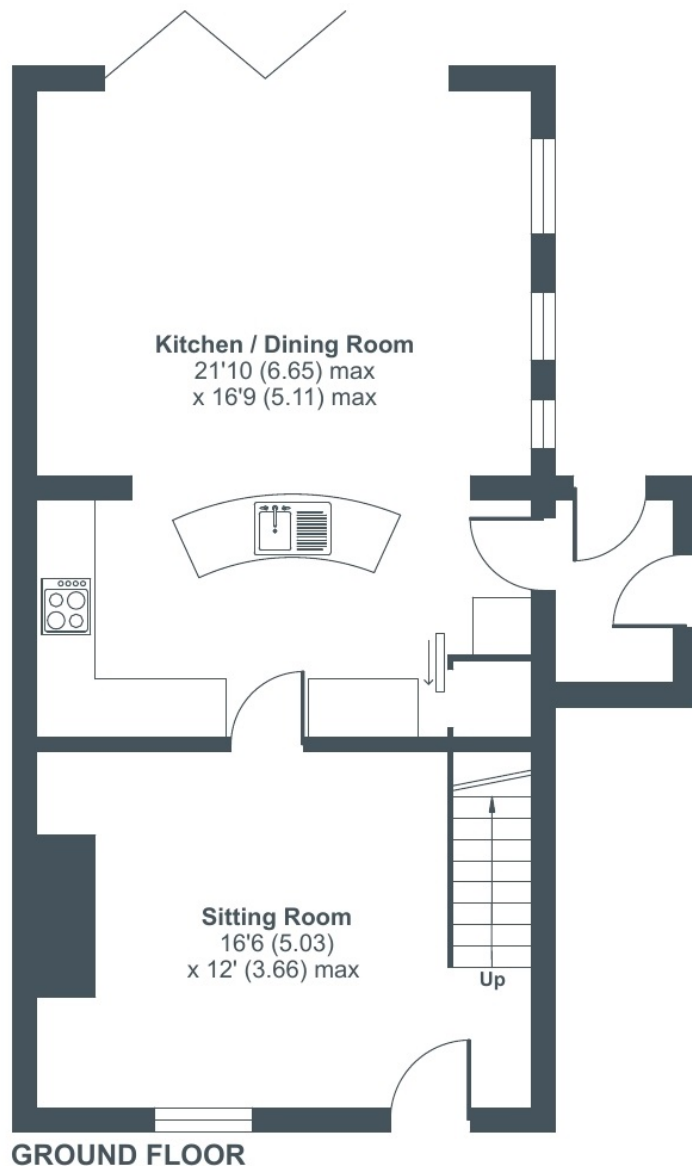 Kitchen / Dining Room
21'10 (6.65) max
x 16'9 (5.11) max
Sitting Room
16'6 (5.03)
x 12' (3.66) max
Up
GROUND FLOOR